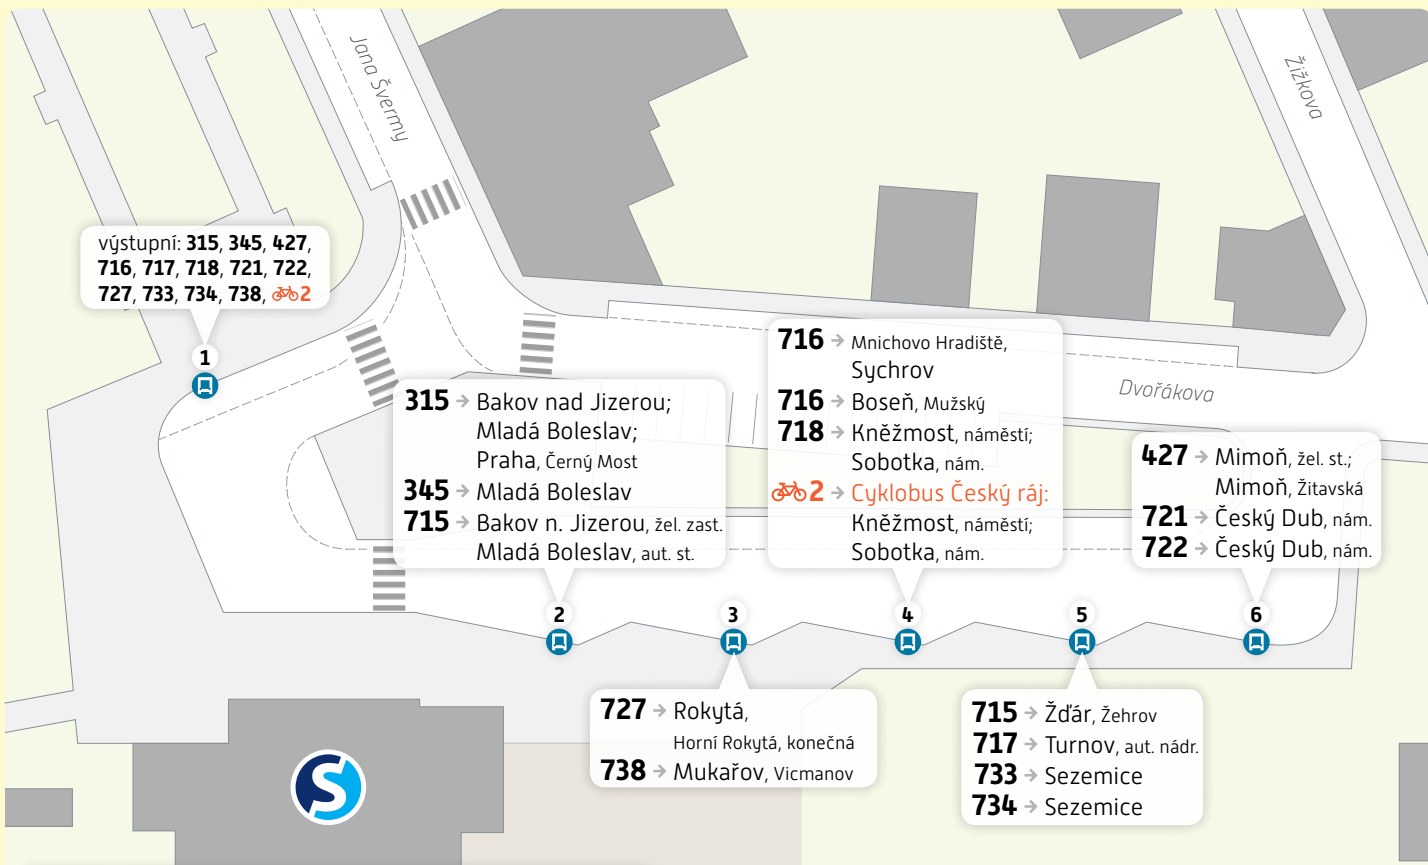 Jana Švermy
Žižkova
výstupní: 315, 345, 427,
716, 717, 718, 721, 722,
727, 733, 734, 738, 2
1
Dvořákova
315 → Bakov nad Jizerou;
Mladá Boleslav;
Praha, Černý Most
345 → Mladá Boleslav
715 → Bakov n. Jizerou, žel. zast.
Mladá Boleslav, aut. st.
2
716 → Mnichovo Hradiště,
Sychrov
716 → Boseň, Mužský
718 → Kněžmost, náměstí;
Sobotka, nám.
2 → Cyklobus Český ráj:
Kněžmost, náměstí;
Sobotka, nám.
4
427 → Mimoň, žel. st.;
Mimoň, Žitavská
721 → Český Dub, nám.
722 → Český Dub, nám.
6
3
727 → Rokytá,
Horní Rokytá, konečná
738 → Mukařov, Vicmanov
5
715 → Žďár, Žehrov
717 → Turnov, aut. nádr.
733 → Sezemice
734 → Sezemice
S